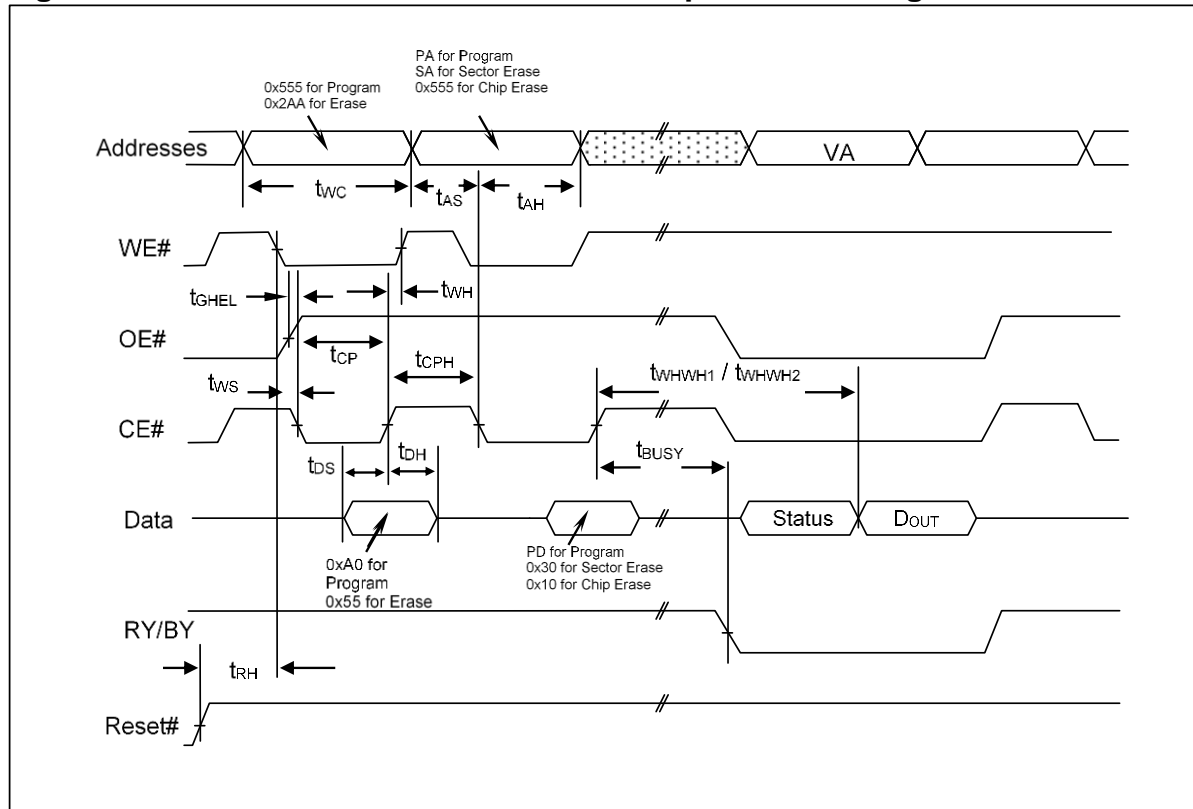 PA for Program
SA for Sector Erase
0x555 for Chip Erase
0x555 for Program
0x2AA for Erase
Addresses
VA
tWC
tAS
tAH
WE#
tGHEL
tWH
OE#
tCP
tCPH
tWHWH1 / tWHWH2
tWS
CE#
tDS
tDH
tBUSY
Data
Status
DOUT
0xA0 for
Program
0x55 for Erase
PD for Program
0x30 for Sector Erase
0x10 for Chip Erase
RY/BY
tRH
Reset#